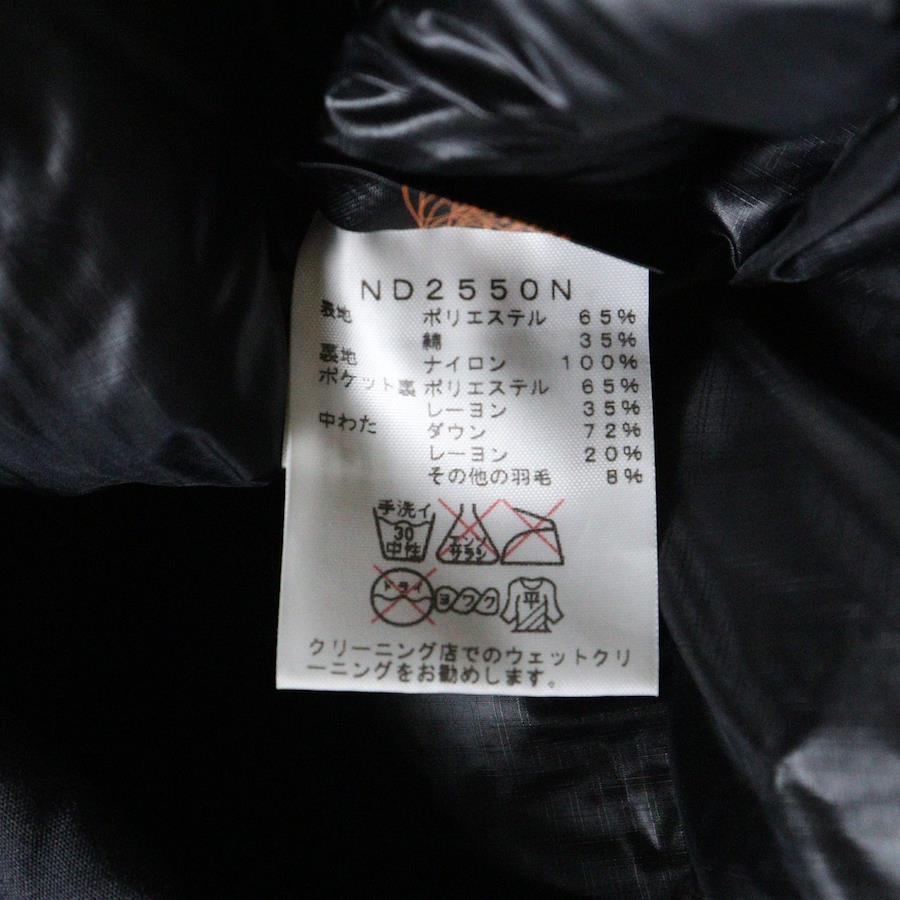 ND2550N
表地 ポリエステル 65%
綿 35%
裏地 ナイロン 100%
ポケット裏 ポリエステル 65%
レーヨン 35%
中わた ダウン 72%
レーヨン 20%
その他の羽毛 8%
手洗イ
30
中性
エンソ
サラシ
ドライ ヨワク 平
クリーニング店でのウェットクリ
ーニングをお勧めします。